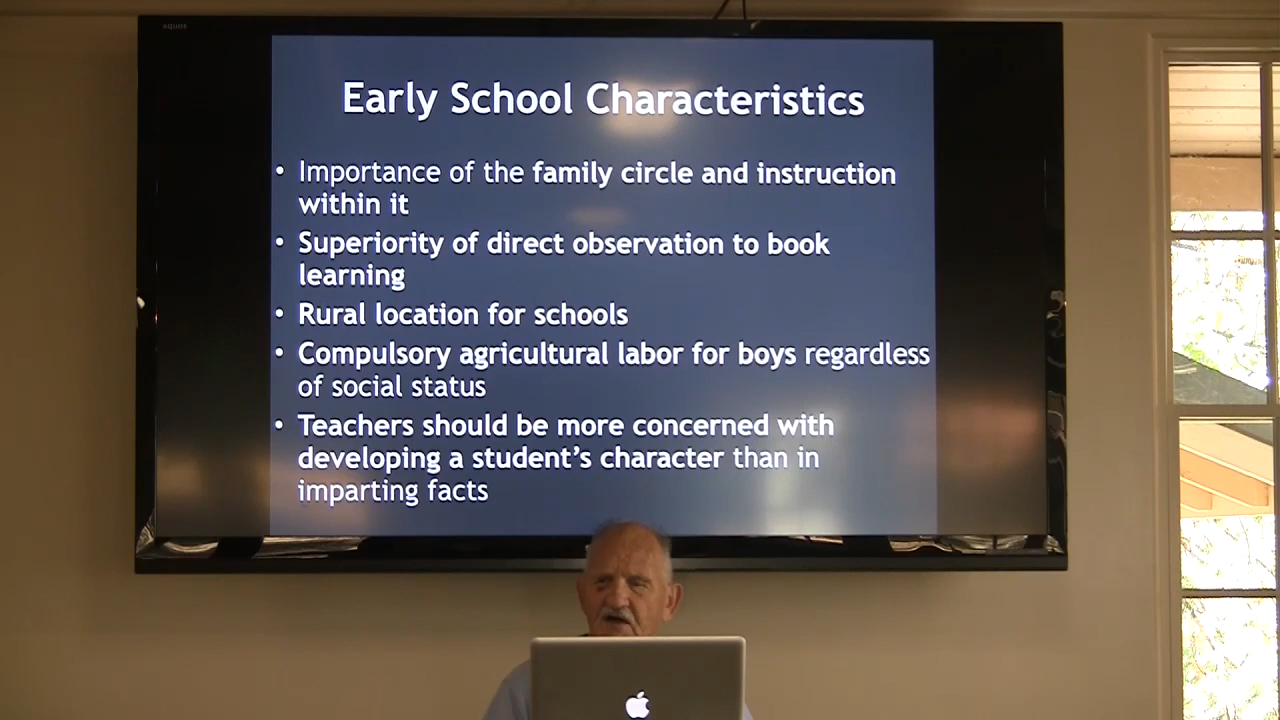 aquos
Early School Characteristics
• Importance of the family circle and instruction
within it
• Superiority of direct observation to book
learning
• Rural location for schools
• Compulsory agricultural labor for boys regardless
of social status
• Teachers should be more concerned with
developing a student’s character than in
imparting facts